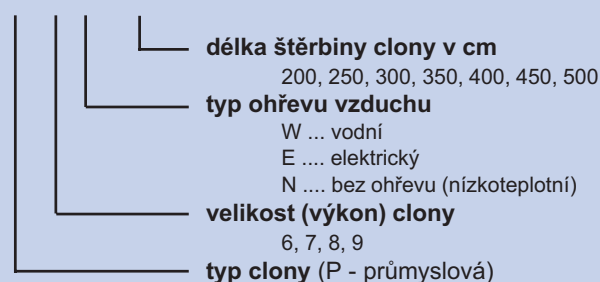 délka štěrbiny clony v cm
200, 250, 300, 350, 400, 450, 500
typ ohřevu vzduchu
W ... vodní
E .... elektrický
N .... bez ohřevu (nízkoteplotní)
velikost (výkon) clony
6, 7, 8, 9
typ clony (P - průmyslová)